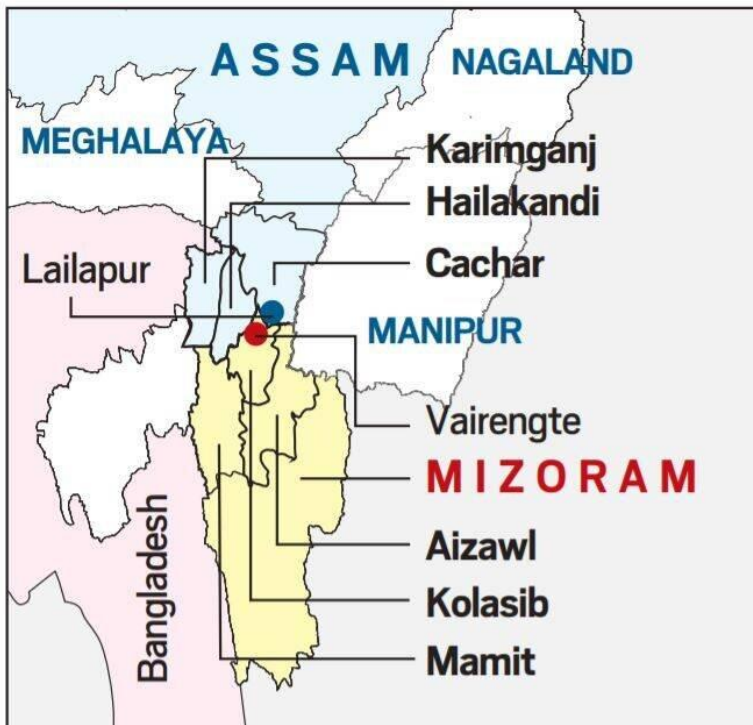 ASSAM
NAGALAND
MEGHALAYA
Karimganj
Hailakandi
Lailapur
Cachar
MANIPUR
Vairengte
MIZORAM
Bangladesh
Aizawl
Kolasib
Mamit